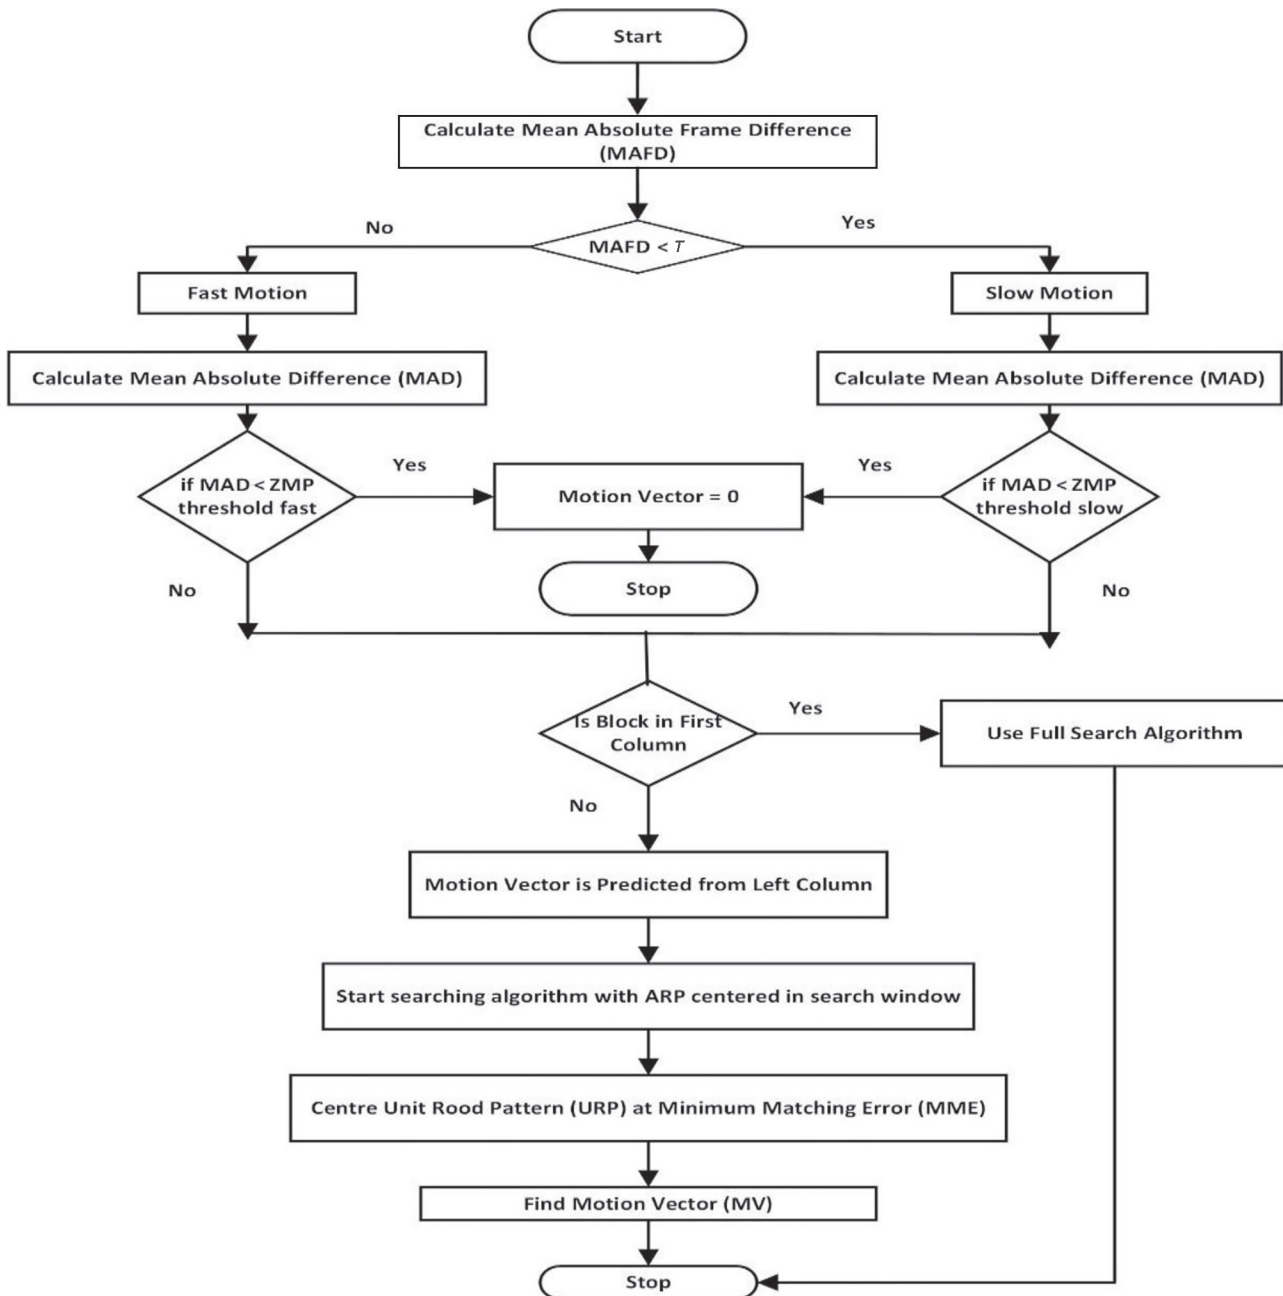 Start
Calculate Mean Absolute Frame Difference
(MAFD)
No
Yes
MAFD < T
Fast Motion
Slow Motion
Calculate Mean Absolute Difference (MAD)
Calculate Mean Absolute Difference (MAD)
if MAD < ZMP
threshold fast
Yes
Motion Vector = 0
Yes
if MAD < ZMP
threshold slow
No
Stop
No
Is Block in First
Column
Yes
Use Full Search Algorithm
No
Motion Vector is Predicted from Left Column
Start searching algorithm with ARP centered in search window
Centre Unit Rood Pattern (URP) at Minimum Matching Error (MME)
Find Motion Vector (MV)
Stop